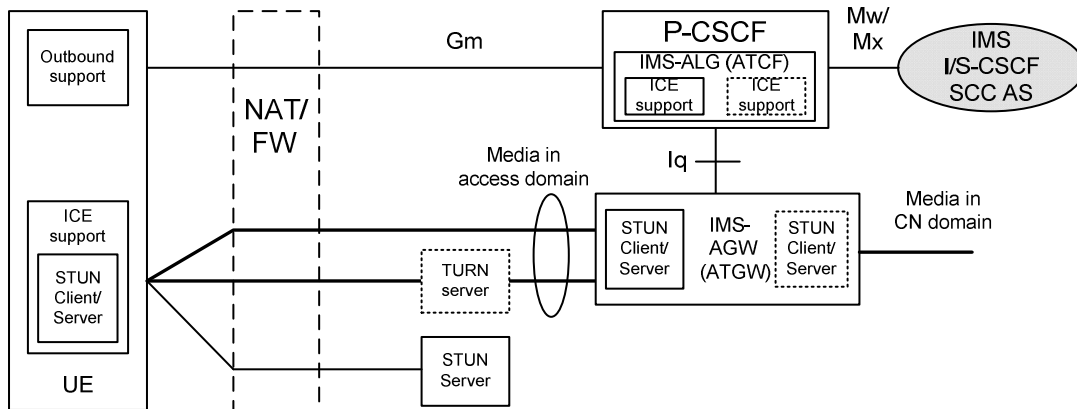 Outbound
support
NAT/
FW
Gm
P-CSCF
IMS-ALG (ATCF)
ICE
support
ICE
support
Mw/
Mx
IMS
I/S-CSCF
SCC AS
Iq
Media in
access domain
ICE
support
STUN
Client/
Server
UE
TURN
server
STUN
Server
STUN
Client/
Server
IMS-
AGW
(ATGW)
STUN
Client/
Server
Media in
CN domain